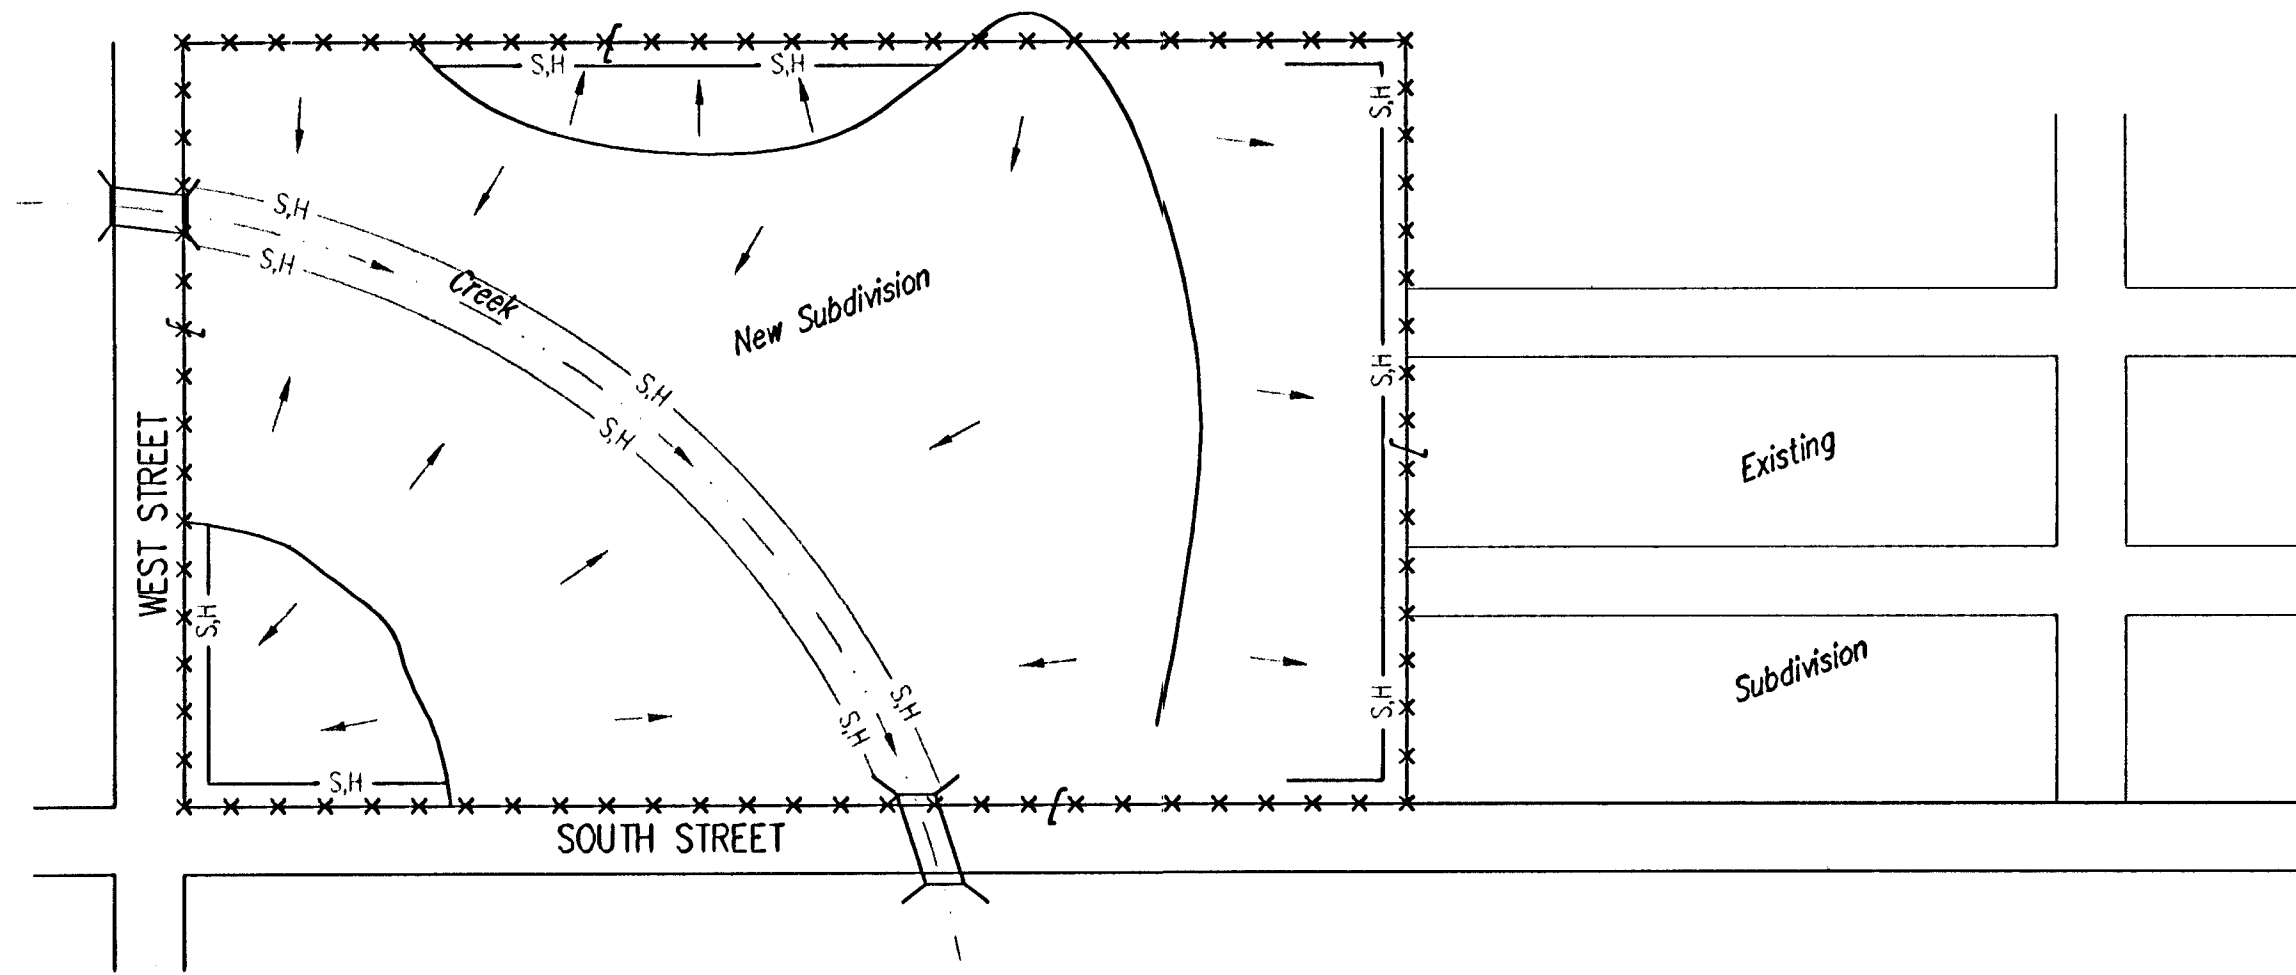 S,H
S,H
S,H
S,H
S,H
Creek
New Subdivision
S,H
S,H
S,H
Existing
WEST STREET
S,H
Subdivision
S,H
S,H
S,H
S,H
SOUTH STREET